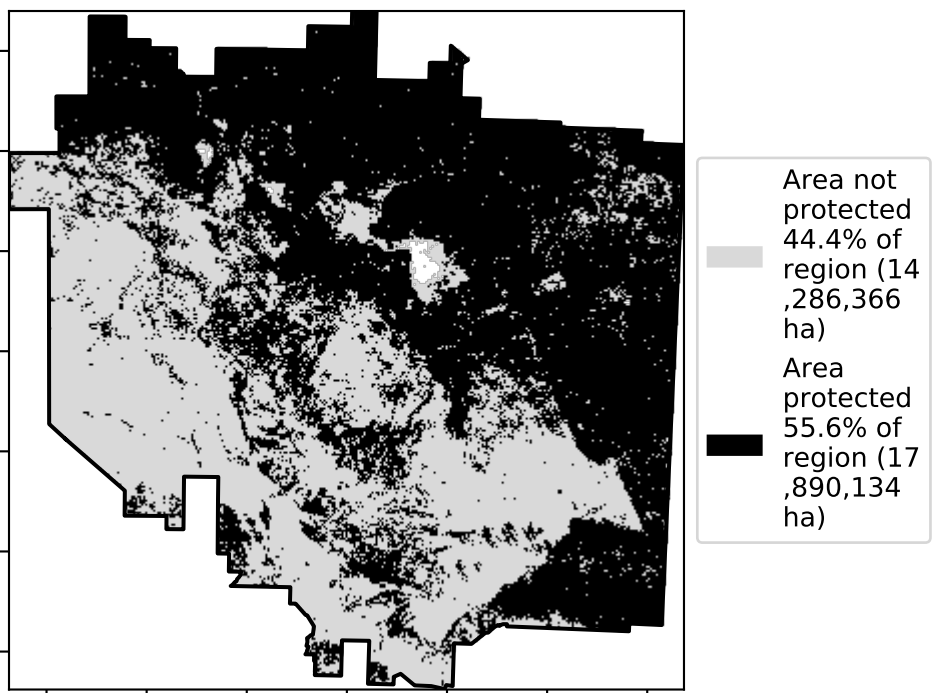 Area not
protected
44.4% of
region (14
,286,366
ha)
Area
protected
55.6% of
region (17
,890,134
ha)